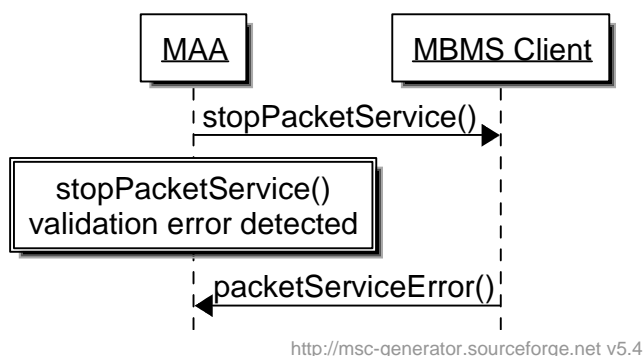 MAA
MBMS Client
stopPacketService()
stopPacketService()
validation error detected
packetServiceError()
http://msc-generator.sourceforge.net v5.4